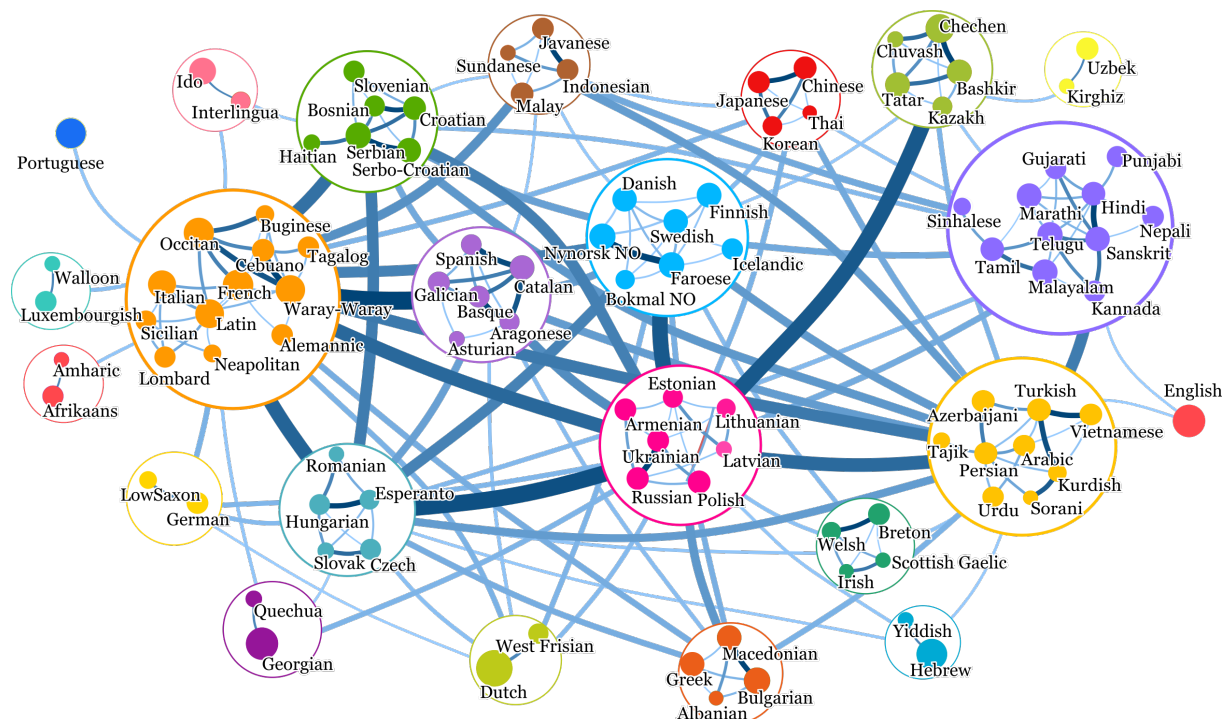 Javanese
Sundanese
Indonesian
Malay
Chechen
Chuvash
Bashkir
Tatar
Kazakh
Uzbek
Kirghiz
Ido
Interlingua
Slovenian
Bosnian
Croatian
Haitian
Serbian
Serbo-Croatian
Chinese
Japanese
Thai
Korean
Portuguese
Gujarati
Punjabi
Marathi
Hindi
Sinhalese
Nepali
Telugu
Sanskrit
Tamil
Malayalam
Kannada
Danish
Finnish
Swedish
Nynorsk NO
Icelandic
Faroese
Bokmal NO
Buginese
Occitan
Cebuano
Tagalog
Italian
French
Waray-Waray
Latin
Sicilian
Alemannic
Neapolitan
Lombard
Spanish
Catalan
Galician
Basque
Aragonese
Asturian
Walloon
Luxembourgish
Amharic
Afrikaans
English
Estonian
Lithuanian
Armenian
Ukrainian
Latvian
Russian
Polish
Turkish
Azerbaijani
Vietnamese
Tajik
Arabic
Persian
Kurdish
Urdu
Sorani
LowSaxon
German
Romanian
Esperanto
Hungarian
Slovak
Czech
Breton
Welsh
Scottish Gaelic
Irish
Quechua
Georgian
West Frisian
Dutch
Macedonian
Greek
Bulgarian
Albanian
Yiddish
Hebrew